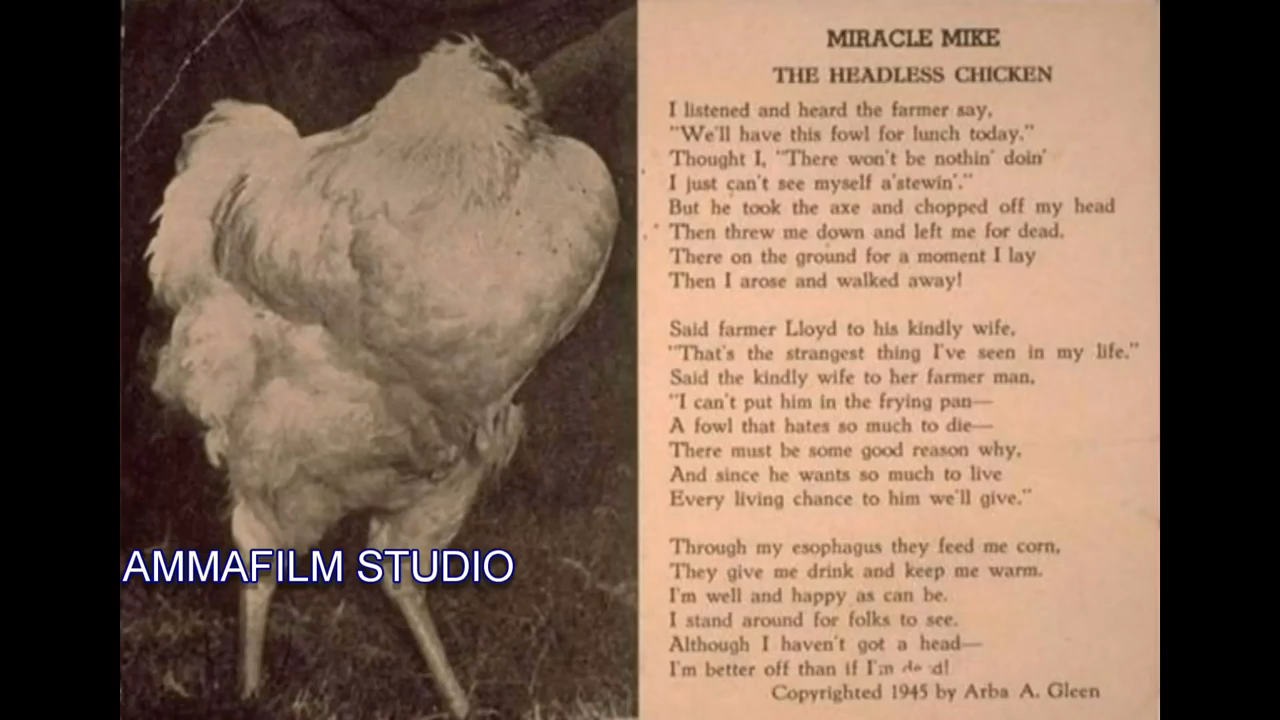 MIRACLE MIKE
THE HEADLESS CHICKEN
I listened and heard the farmer say,
"We'll have this fowl for lunch today."
Thought I, "There won't be nothin' doin'
I just can't see myself a'stewin'."
But he took the axe and chopped off my head
Then threw me down and left me for dead.
There on the ground for a moment I lay
Then I arose and walked away!
Said farmer Lloyd to his kindly wife,
"That's the strangest thing I've seen in my life."
Said the kindly wife to her farmer man,
"I can't put him in the frying pan—
A fowl that hates so much to die—
There must be some good reason why,
And since he wants so much to live
Every living chance to him we'll give."
Through my esophagus they feed me corn,
They give me drink and keep me warm.
I'm well and happy as can be.
I stand around for folks to see.
Although I haven't got a head—
I'm better off than if I'm
Copyrighted 1945 by Arba A. Gleen
AMMAFILM STUDIO